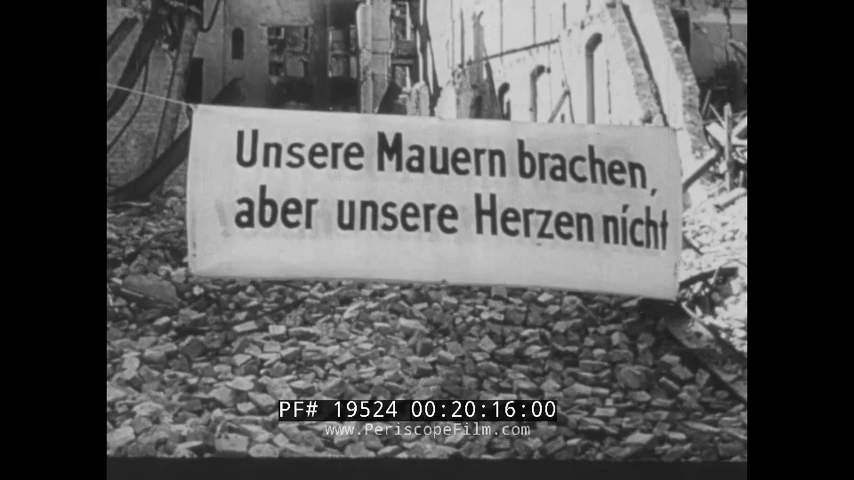 Unsere Mauern brachen,
aber unsere Herzen nicht
PF# 19524 00:20:16:00
www.PeriscopeFilm.com